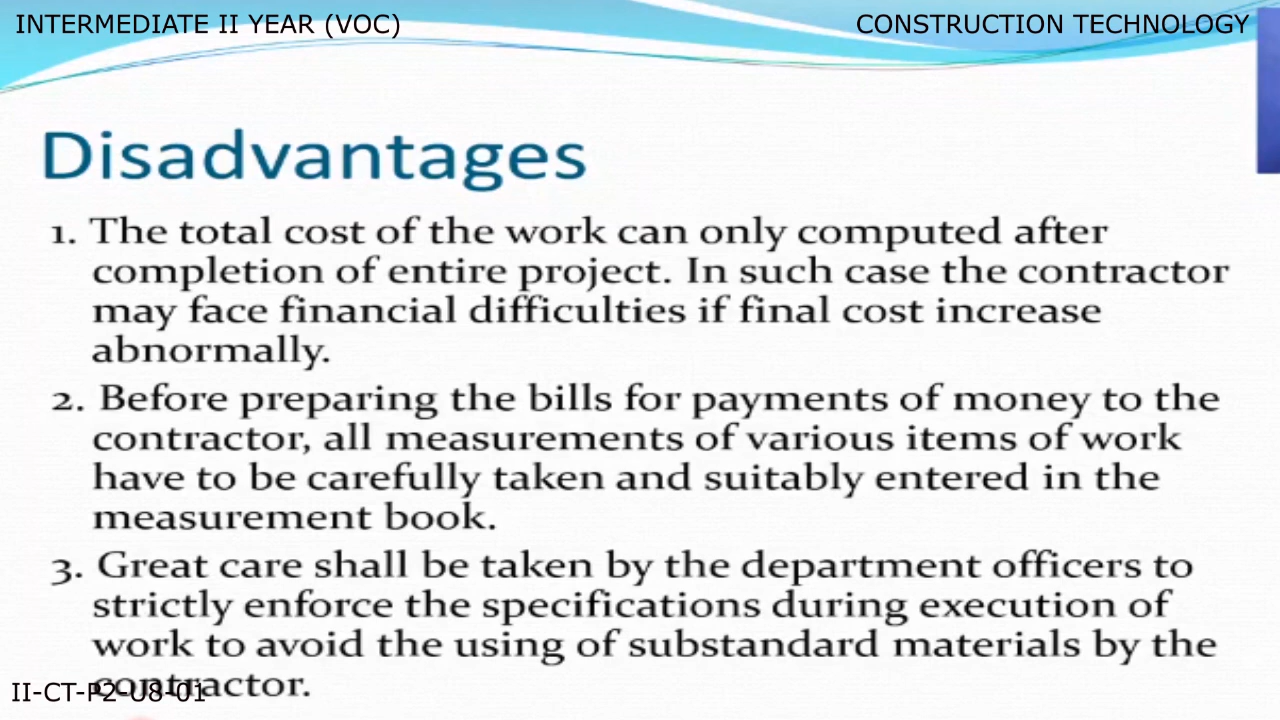 INTERMEDIATE II YEAR (VOC)
CONSTRUCTION TECHNOLOGY
Disadvantages
1. The total cost of the work can only computed after
completion of entire project. In such case the contractor
may face financial difficulties if final cost increase
abnormally.
2. Before preparing the bills for payments of money to the
contractor, all measurements of various items of work
have to be carefully taken and suitably entered in the
measurement book.
3. Great care shall be taken by the department officers to
strictly enforce the specifications during execution of
work to avoid the using of substandard materials by the
contractor.
II-CT-P2-U8-01